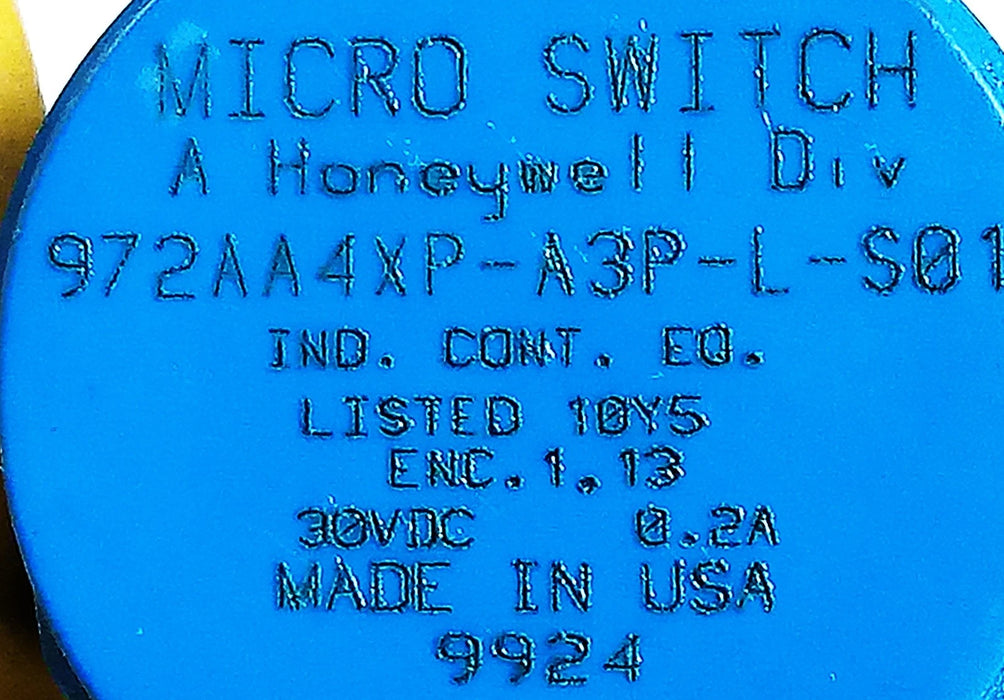 MICRO SWITCH
A Honeywell Div
972AA4XP-A3P-L-S01
IND. CONT. EQ.
LISTED 10Y5
ENC.1,13
30VDC 0.2A
MADE IN USA
9924